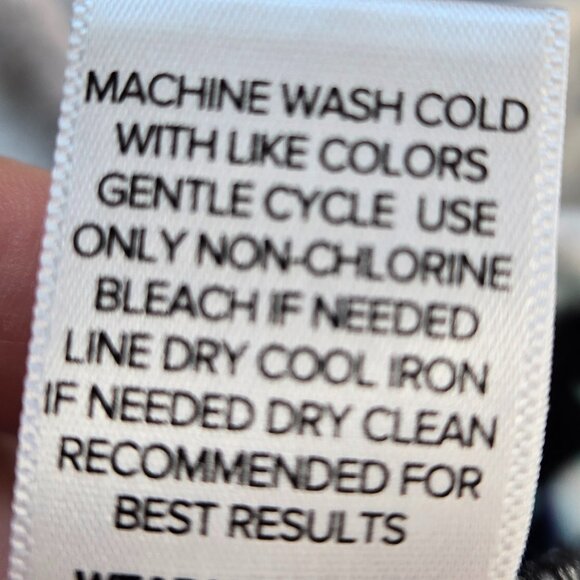 MACHINE WASH COLD
WITH LIKE COLORS
GENTLE CYCLE USE
ONLY NON-CHLORINE
BLEACH IF NEEDED
LINE DRY COOL IRON
IF NEEDED DRY CLEAN
RECOMMENDED FOR
BEST RESULTS